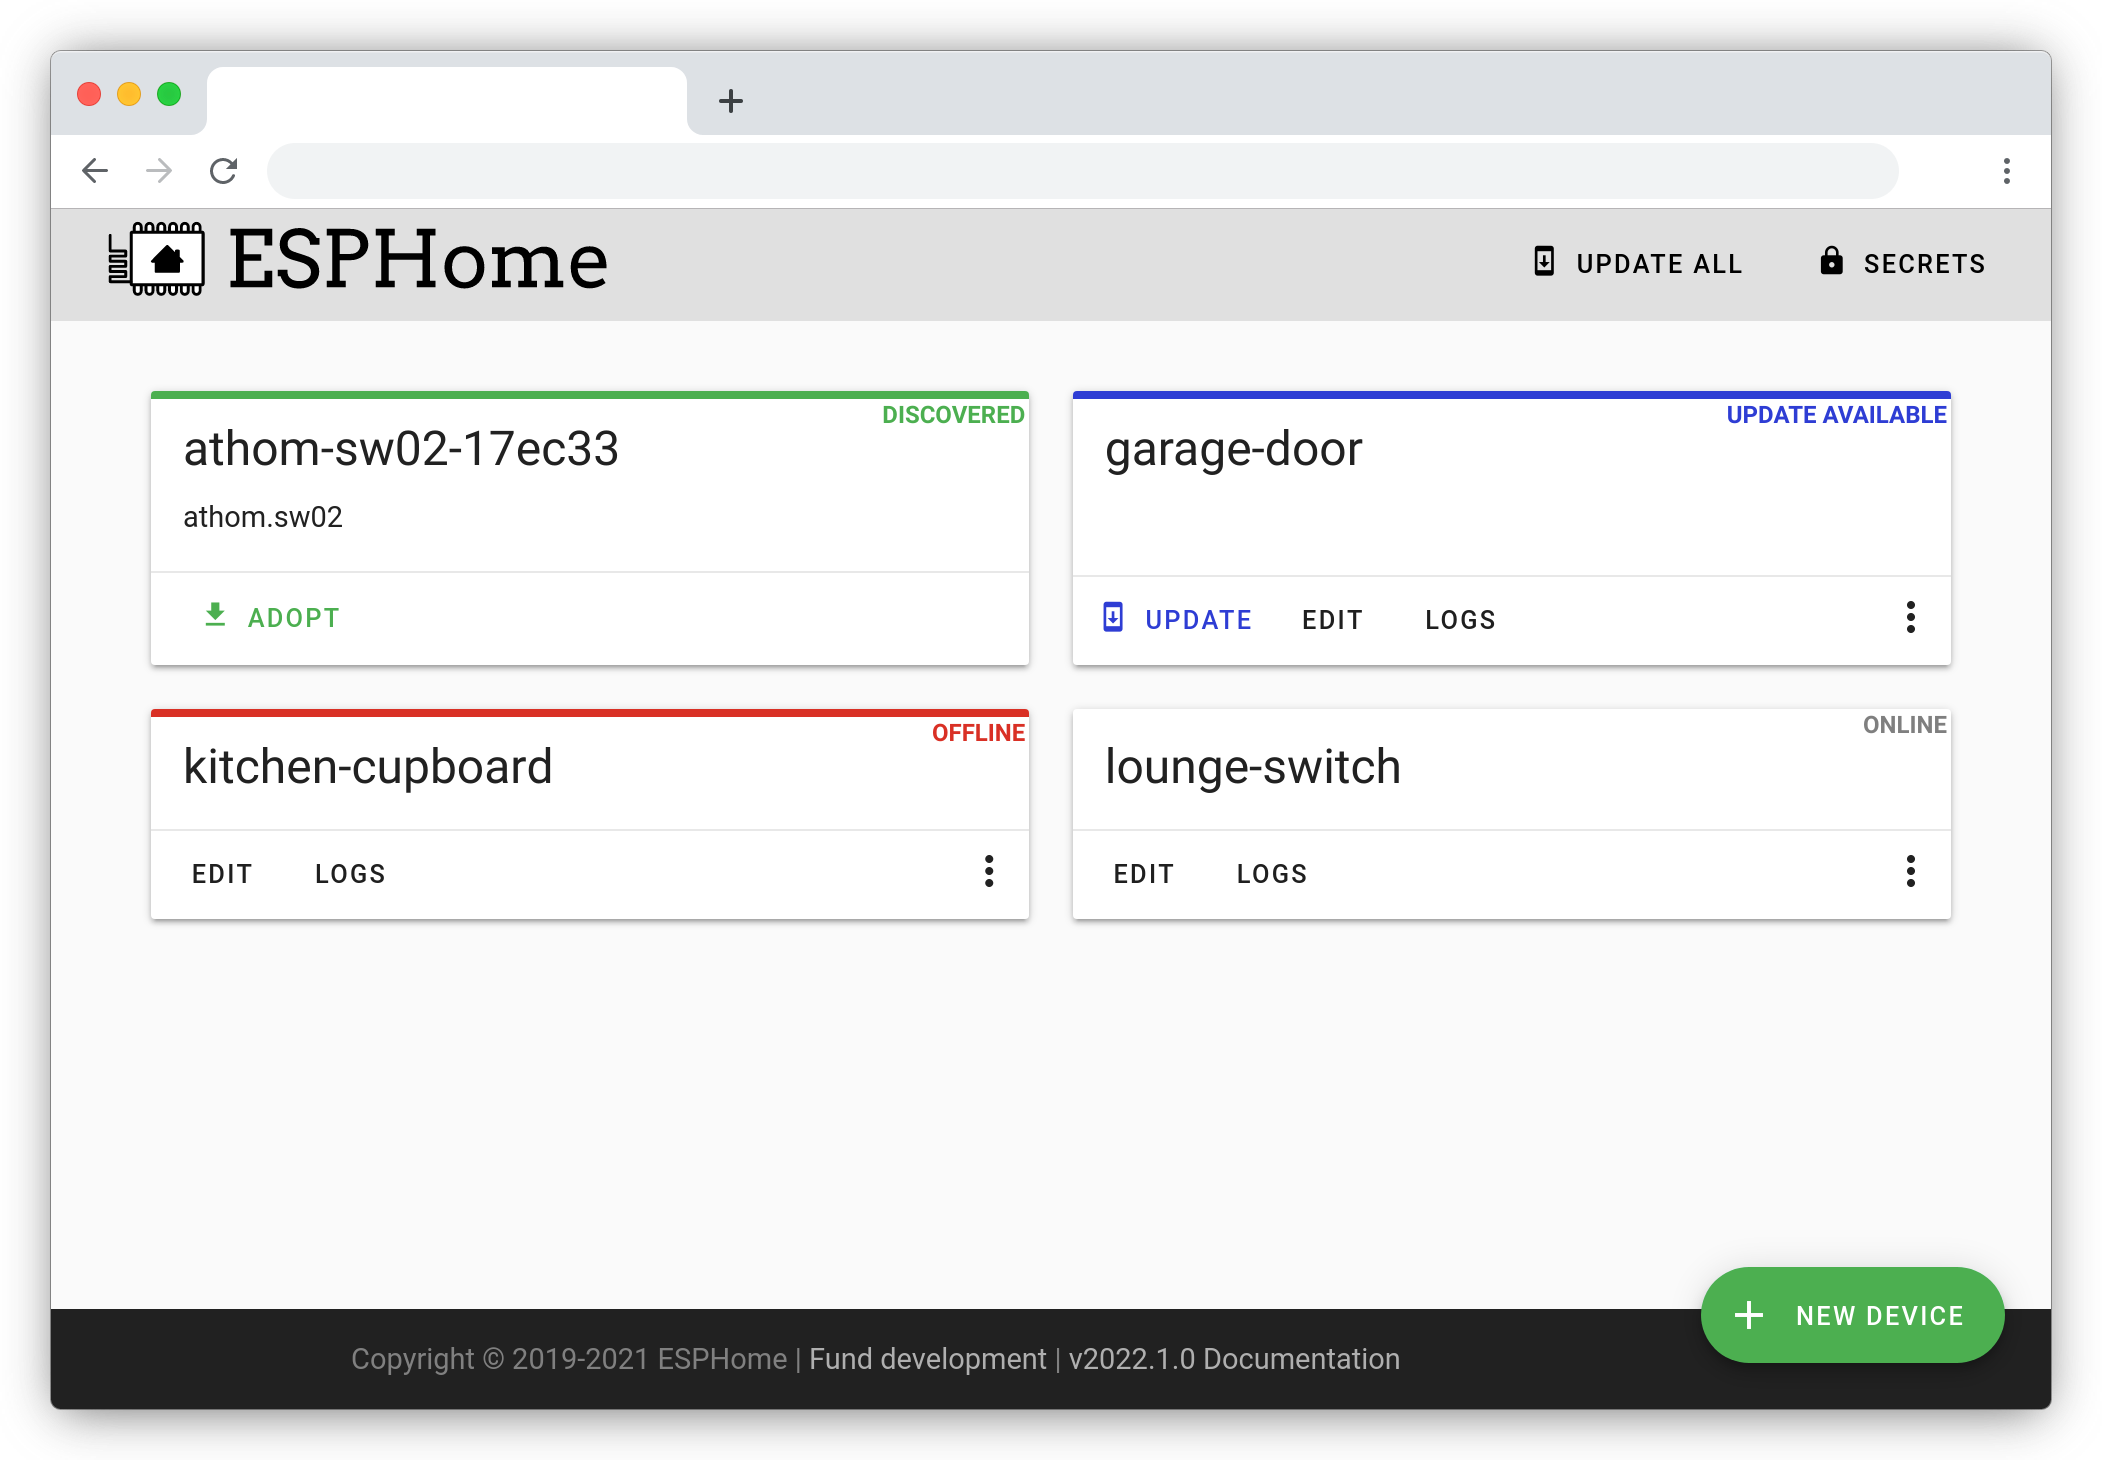 ESPHome
UPDATE ALL
SECRETS
DISCOVERED
athom-sw02-17ec33
athom.sw02
ADOPT
UPDATE AVAILABLE
garage-door
UPDATE EDIT LOGS
OFFLINE
kitchen-cupboard
EDIT LOGS
ONLINE
lounge-switch
EDIT LOGS
NEW DEVICE
Copyright © 2019-2021 ESPHome | Fund development | v2022.1.0 Documentation